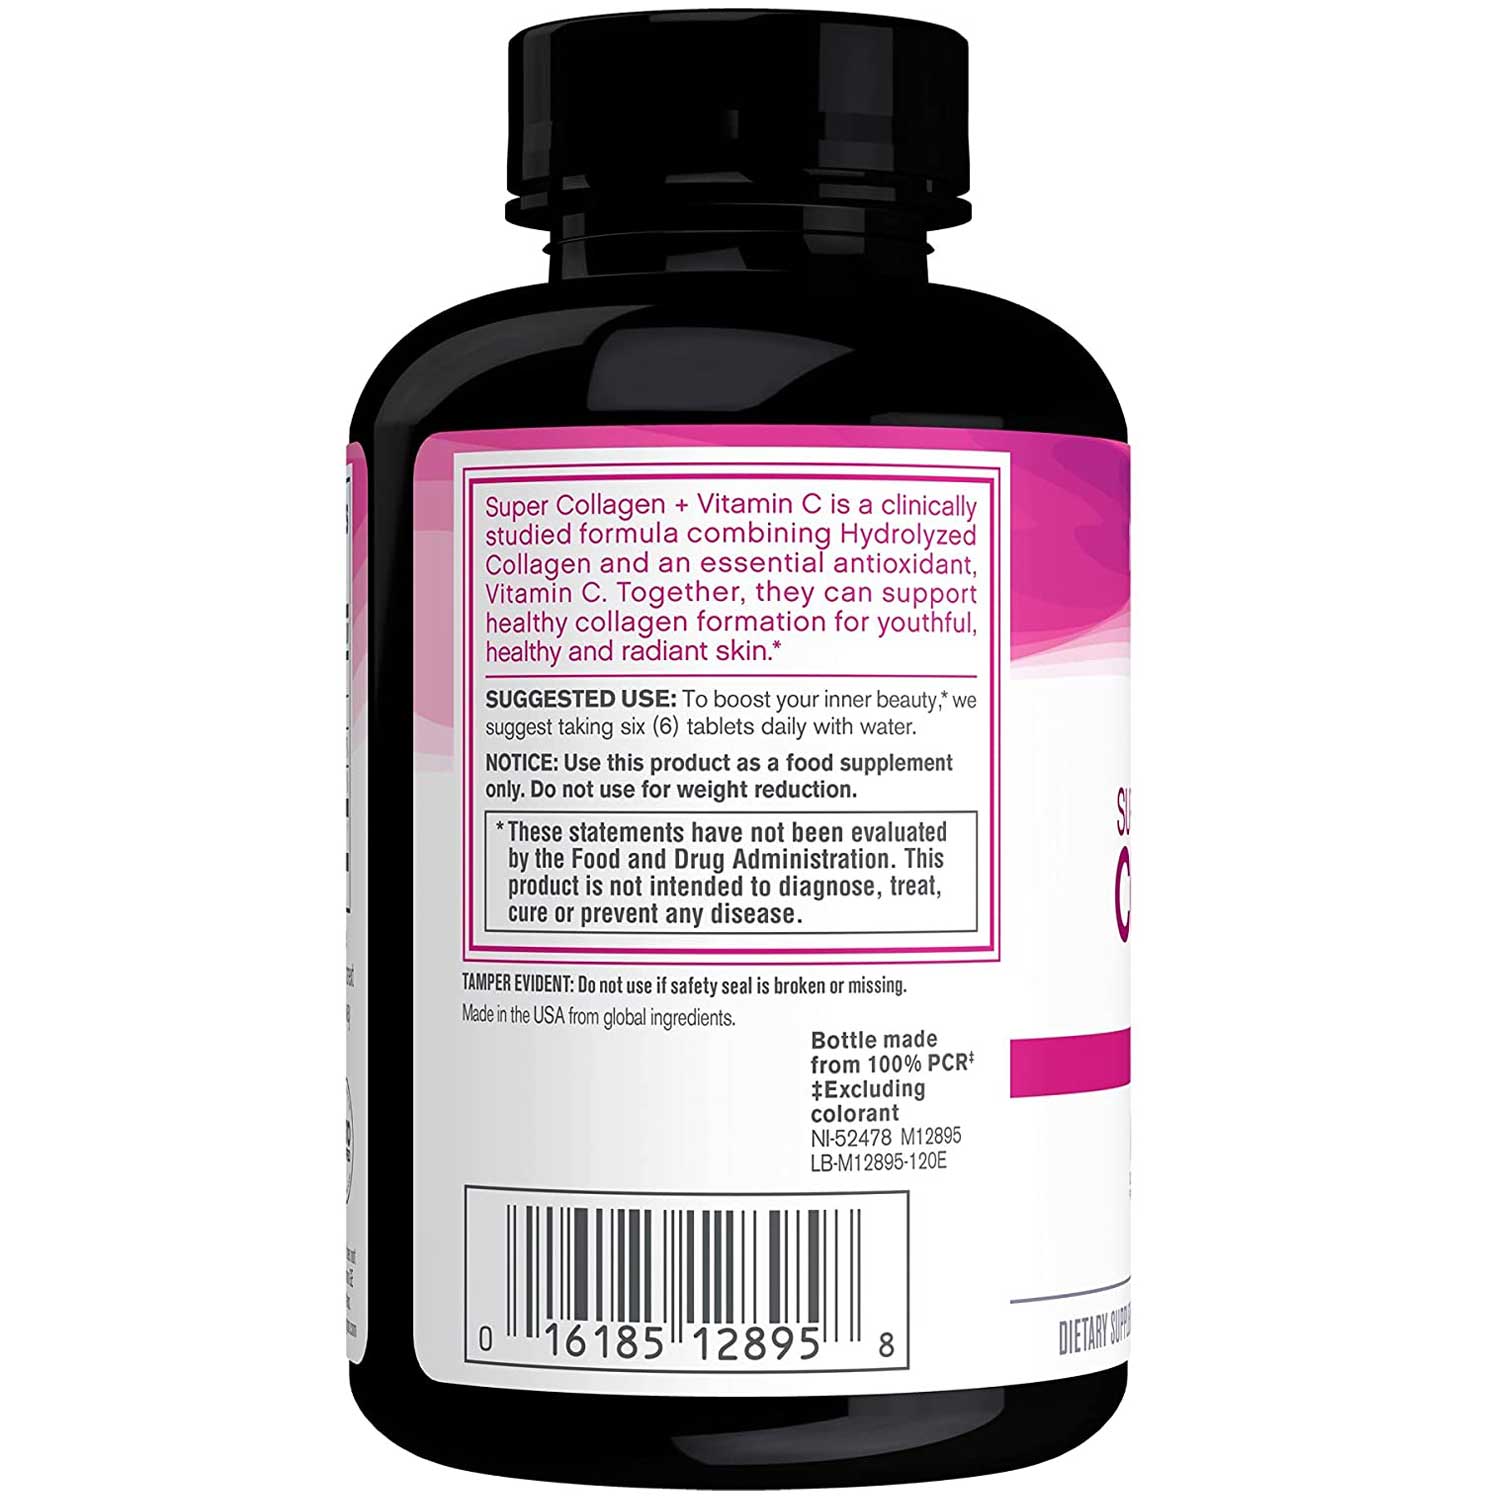 Super Collagen + Vitamin C is a clinically
studied formula combining Hydrolyzed
Collagen and an essential antioxidant,
Vitamin C. Together, they can support
healthy collagen formation for youthful,
healthy and radiant skin.*
SUGGESTED USE: To boost your inner beauty,* we
suggest taking six (6) tablets daily with water.
NOTICE: Use this product as a food supplement
only. Do not use for weight reduction.
*These statements have not been evaluated
by the Food and Drug Administration. This
product is not intended to diagnose, treat,
cure or prevent any disease.
TAMPER EVIDENT: Do not use if safety seal is broken or missing.
Made in the USA from global ingredients.
Bottle made
from 100% PCR‡
‡Excluding
colorant
NI-52478 M12895
LB-M12895-120E
0 16185 12895 8
DIETARY